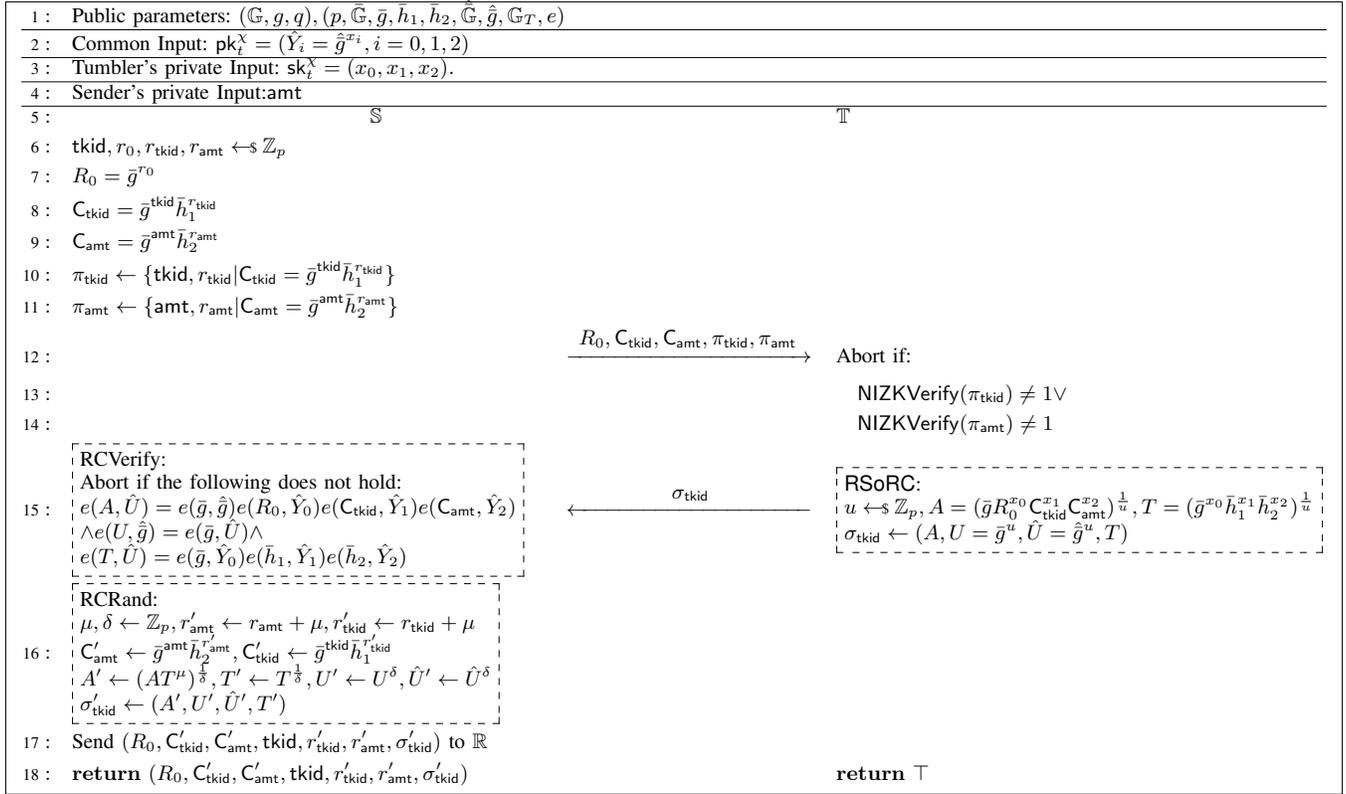 1 : Public parameters: (𝔾, g, q), (p, 𝔾̄, ḡ, h̄₁, h̄₂, 𝔾̂, ĝ̄, 𝔾_T, e)
2 : Common Input: pk_t^χ = (Ŷ_i = ĝ̄^{x_i}, i = 0, 1, 2)
3 : Tumbler's private Input: sk_t^χ = (x₀, x₁, x₂).
4 : Sender's private Input:amt
5 : 𝕊 𝕋
6 : tkid, r₀, r_tkid, r_amt ←$ ℤ_p
7 : R₀ = ḡ^{r₀}
8 : C_tkid = ḡ^{tkid} h̄₁^{r_tkid}
9 : C_amt = ḡ^{amt} h̄₂^{r_amt}
10 : π_tkid ← {tkid, r_tkid|C_tkid = ḡ^{tkid} h̄₁^{r_tkid}}
11 : π_amt ← {amt, r_amt|C_amt = ḡ^{amt} h̄₂^{r_amt}}
12 : R₀, C_tkid, C_amt, π_tkid, π_amt → Abort if:
13 : NIZKVerify(π_tkid) ≠ 1∨
14 : NIZKVerify(π_amt) ≠ 1
RCVerify:
Abort if the following does not hold:
15 : e(A, Û) = e(ḡ, ĝ̄)e(R₀, Ŷ₀)e(C_tkid, Ŷ₁)e(C_amt, Ŷ₂)
∧e(U, ĝ̄) = e(ḡ, Û)∧
e(T, Û) = e(ḡ, Ŷ₀)e(h̄₁, Ŷ₁)e(h̄₂, Ŷ₂)
← σ_tkid
RSoRC:
u ←$ ℤ_p, A = (ḡR₀^{x₀} C_tkid^{x₁} C_amt^{x₂})^{1/u}, T = (ḡ^{x₀} h̄₁^{x₁} h̄₂^{x₂})^{1/u}
σ_tkid ← (A, U = ḡ^u, Û = ĝ̄^u, T)
RCRand:
μ, δ ← ℤ_p, r′_amt ← r_amt + μ, r′_tkid ← r_tkid + μ
16 : C′_amt ← ḡ^{amt} h̄₂^{r′_amt}, C′_tkid ← ḡ^{tkid} h̄₁^{r′_tkid}
A′ ← (AT^μ)^{1/δ}, T′ ← T^{1/δ}, U′ ← U^δ, Û′ ← Û^δ
σ′_tkid ← (A′, U′, Û′, T′)
17 : Send (R₀, C′_tkid, C′_amt, tkid, r′_tkid, r′_amt, σ′_tkid) to ℝ
18 : return (R₀, C′_tkid, C′_amt, tkid, r′_tkid, r′_amt, σ′_tkid) return ⊤